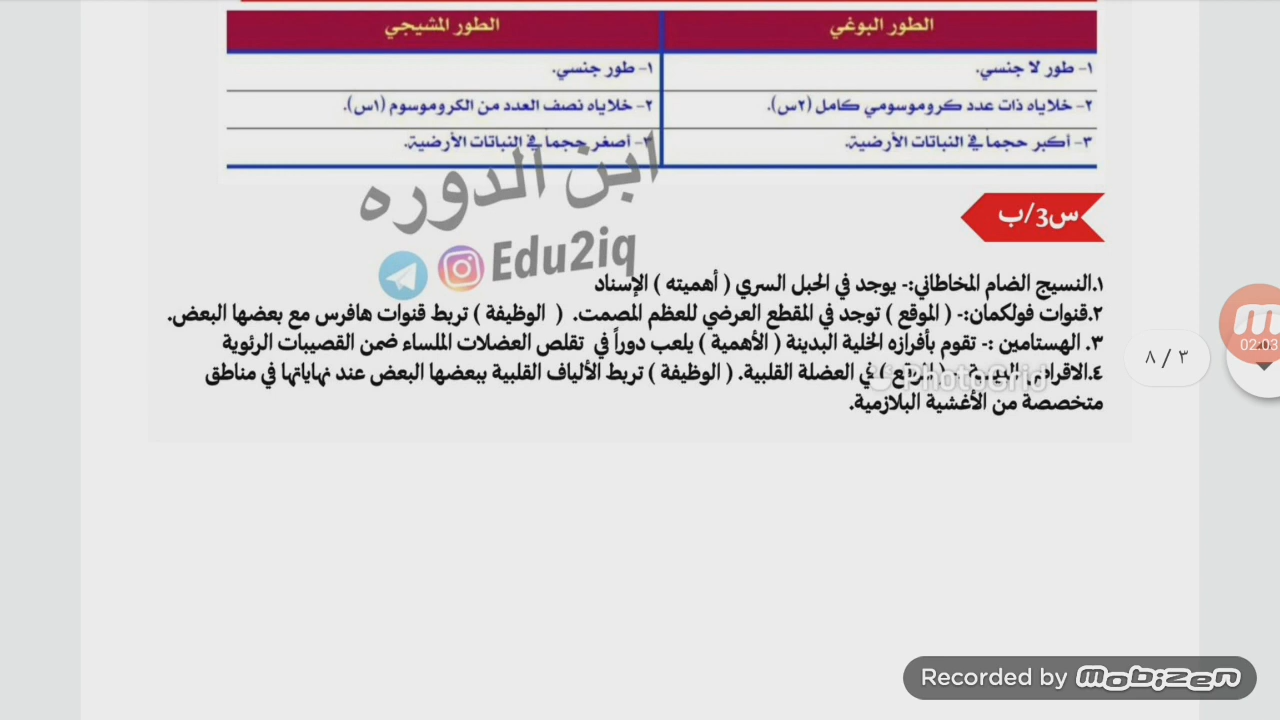 الطور البوغي
الطور المشيجي
١- طور لا جنسي.
١- طور جنسي.
٢- خلاياه ذات عدد كروموسومي كامل (٢س).
٢- خلاياه نصف العدد من الكروموسوم (١س).
٣- أكبر حجماً في النباتات الأرضية.
٣- أصغر حجماً في النباتات الأرضية.
ابن الدوره
Edu2iq
س3/ب
١.النسيج الضام المخاطاني:- يوجد في الحبل السري ( أهميته ) الإسناد
٢.قنوات فولكمان:- ( الموقع ) توجد في المقطع العرضي للعظم المصمت. ( الوظيفة ) تربط قنوات هافرس مع بعضها البعض.
٣. الهستامين :- تقوم بأفرازه الخلية البدينة ( الأهمية ) يلعب دوراً في تقلص العضلات الملساء ضمن القصيبات الرئوية
٤.الاقراص في العضلة القلبية. ( الوظيفة ) تربط الألياف القلبية ببعضها البعض عند نهاياتها في مناطق
متخصصة من الأغشية البلازمية.
PhotoGrid
٣ / ٨
02:03
Recorded by mobizen